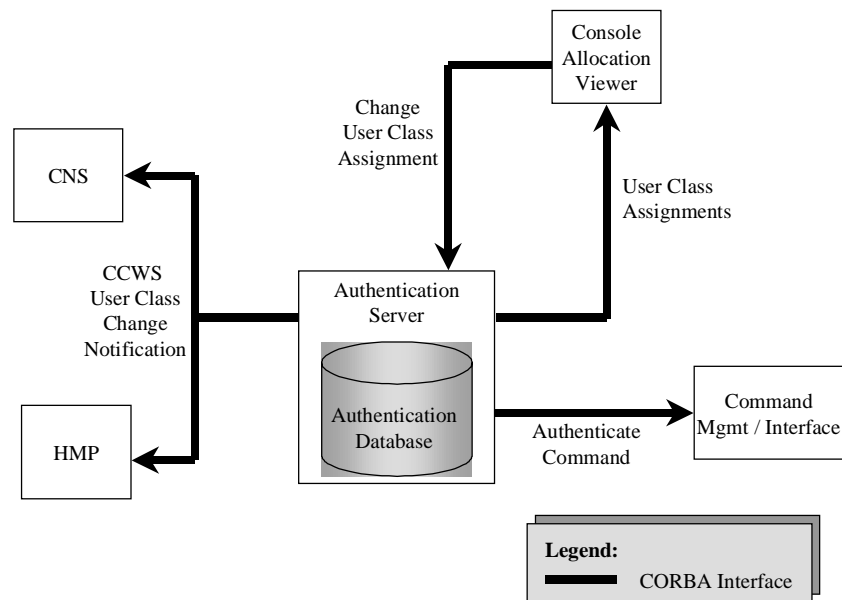 Console
Allocation
Viewer
Change
User Class
Assignment
CNS
User Class
Assignments
CCWS
User Class
Change
Notification
Authentication
Server
Authentication
Database
HMP
Authenticate
Command
Command
Mgmt / Interface
Legend:
CORBA Interface